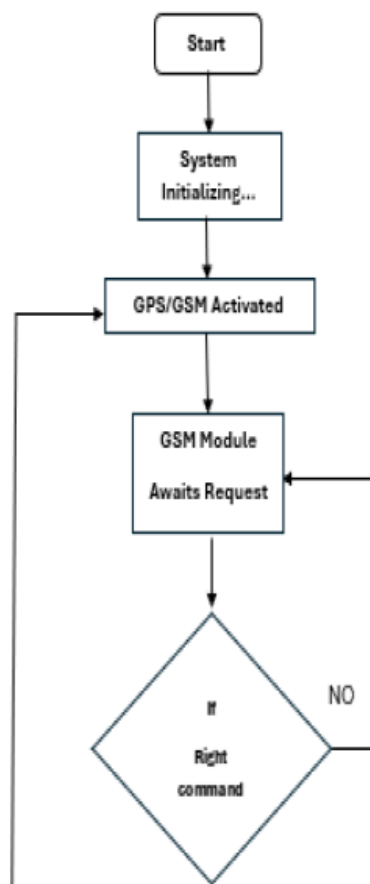 Start
System
Initializing...
GPS/GSM Activated
GSM Module
Awaits Request
NO
If
Right
command